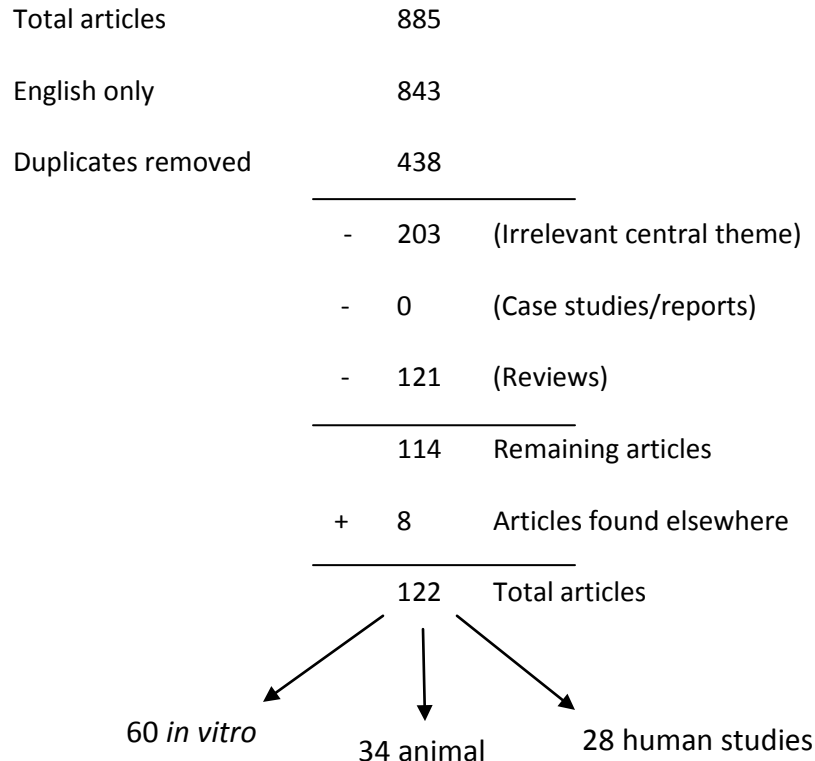 Total articles 885
English only 843
Duplicates removed 438
- 203 (Irrelevant central theme)
- 0 (Case studies/reports)
- 121 (Reviews)
114 Remaining articles
+ 8 Articles found elsewhere
122 Total articles
60 in vitro
34 animal
28 human studies